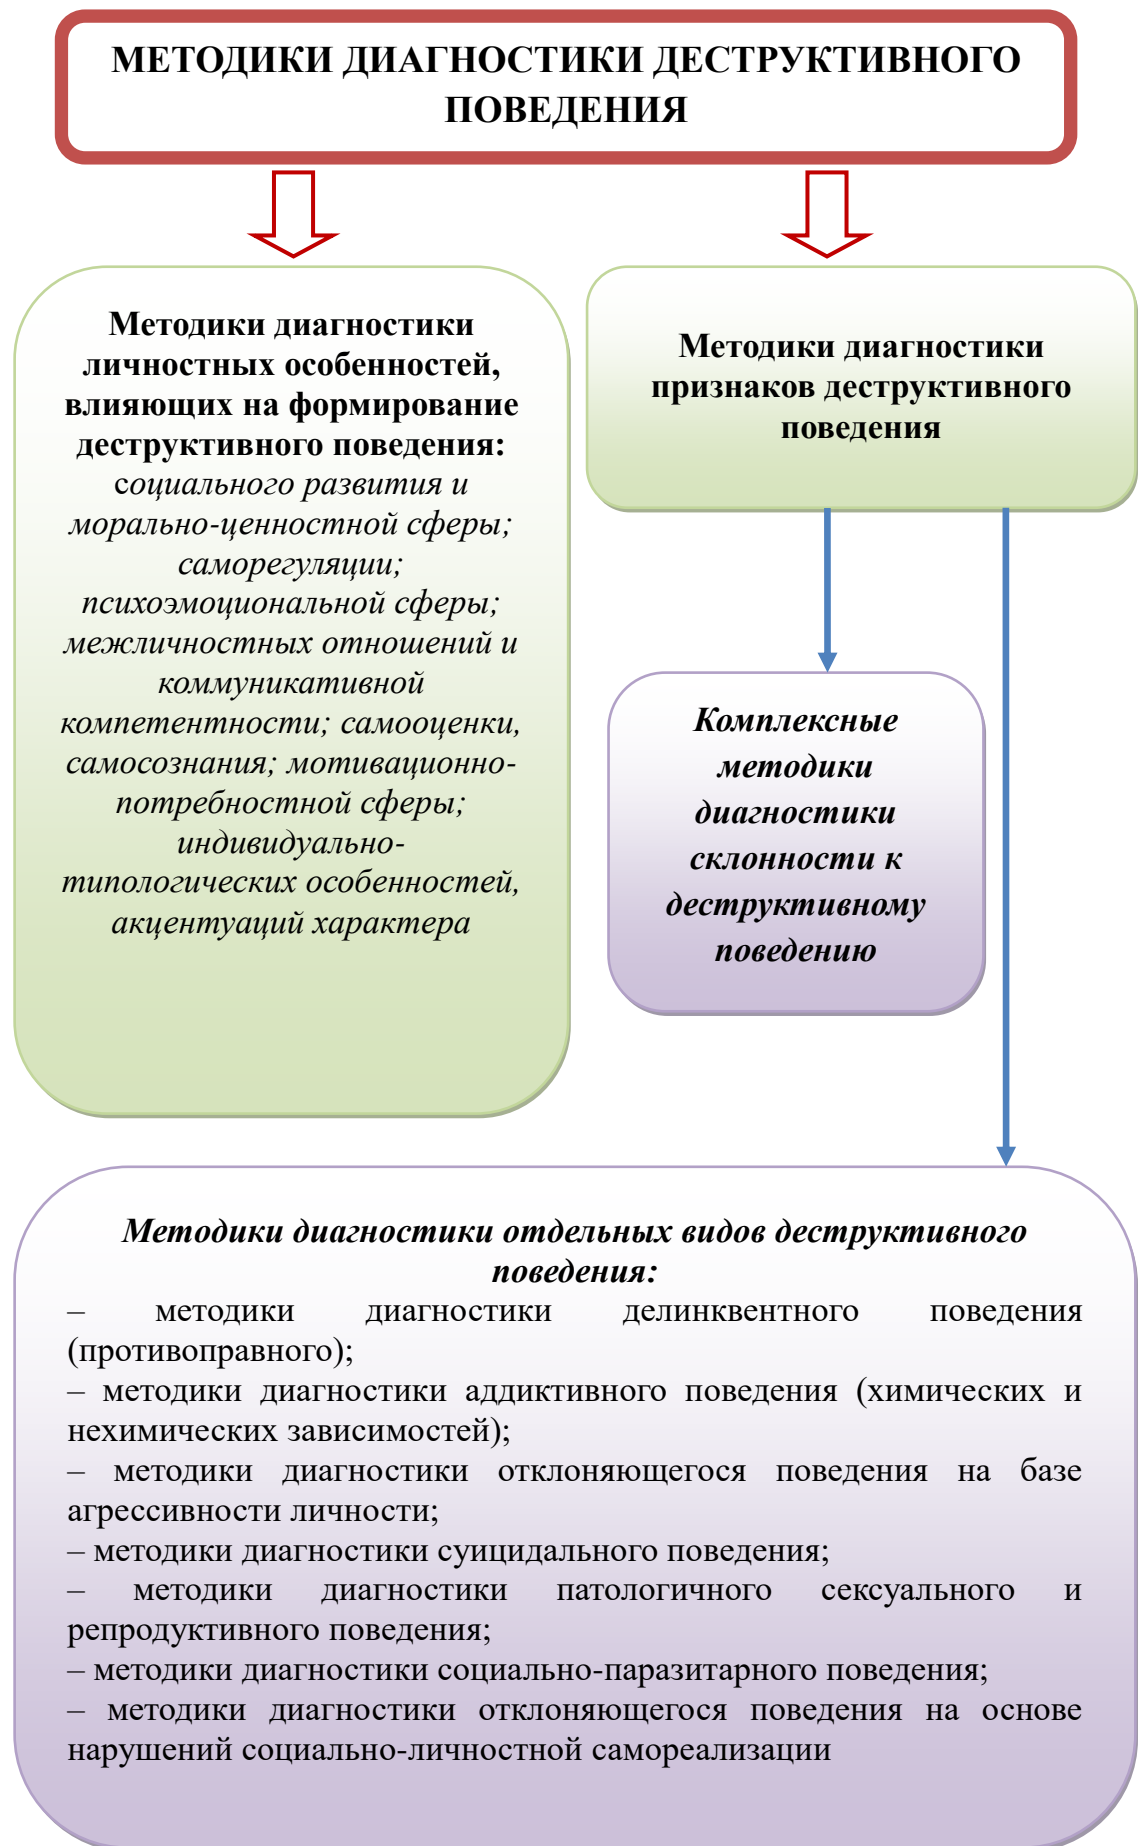 МЕТОДИКИ ДИАГНОСТИКИ ДЕСТРУКТИВНОГО
ПОВЕДЕНИЯ
Методики диагностики
личностных особенностей,
влияющих на формирование
деструктивного поведения:
социального развития и
морально-ценностной сферы;
саморегуляции;
психоэмоциональной сферы;
межличностных отношений и
коммуникативной
компетентности; самооценки,
самосознания; мотивационно-
потребностной сферы;
индивидуально-
типологических особенностей,
акцентуаций характера
Методики диагностики
признаков деструктивного
поведения
Комплексные
методики
диагностики
склонности к
деструктивному
поведению
Методики диагностики отдельных видов деструктивного
поведения:
– методики диагностики делинквентного поведения
(противоправного);
– методики диагностики аддиктивного поведения (химических и
нехимических зависимостей);
– методики диагностики отклоняющегося поведения на базе
агрессивности личности;
– методики диагностики суицидального поведения;
– методики диагностики патологичного сексуального и
репродуктивного поведения;
– методики диагностики социально-паразитарного поведения;
– методики диагностики отклоняющегося поведения на основе
нарушений социально-личностной самореализации